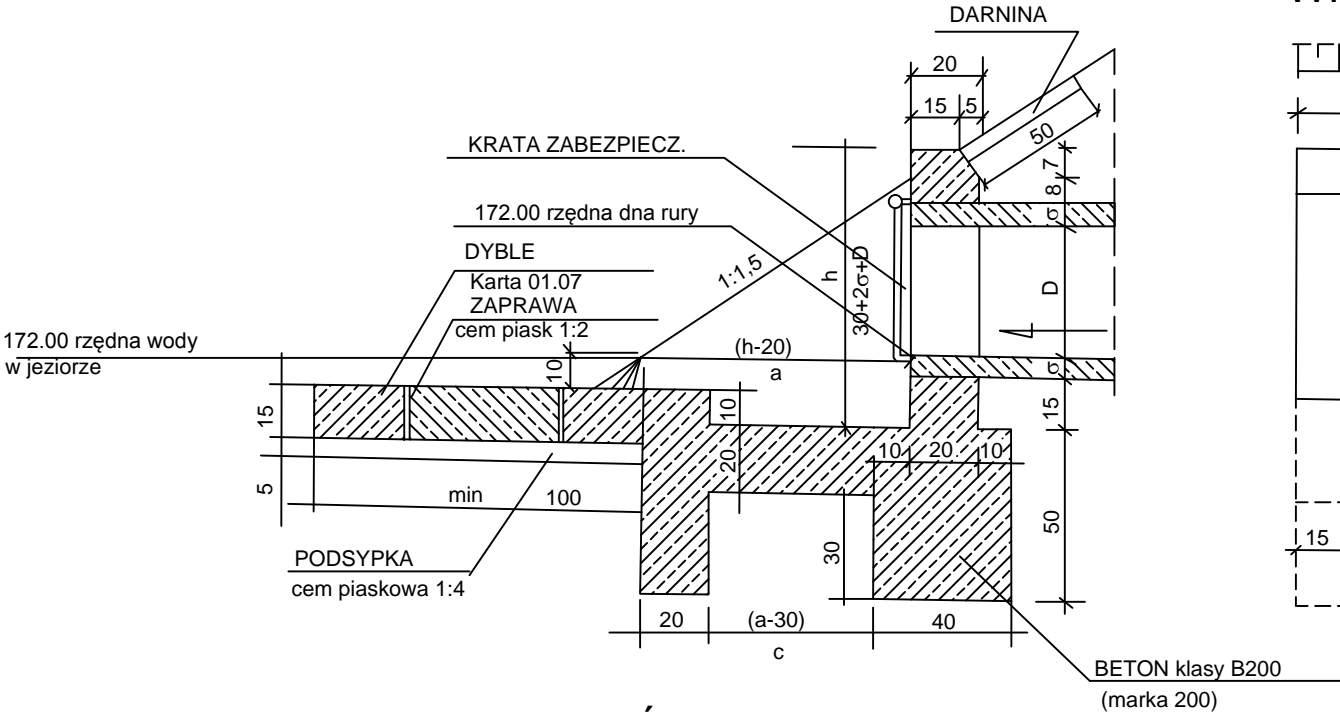 DARNINA
20
15 5
50
KRATA ZABEZPIECZ.
7
8
172.00 rzędna dna rury
σ
DYBLE
Karta 01.07
ZAPRAWA
cem piask 1:2
1:1,5
h
30+2σ+D
D
172.00 rzędna wody
w jeziorze
(h-20)
a
10
σ
15
10
15
20
10 20 10
5
min 100
50
30
PODSYPKA
cem piaskowa 1:4
15
20 (a-30) 40
c
BETON klasy B200
(marka 200)